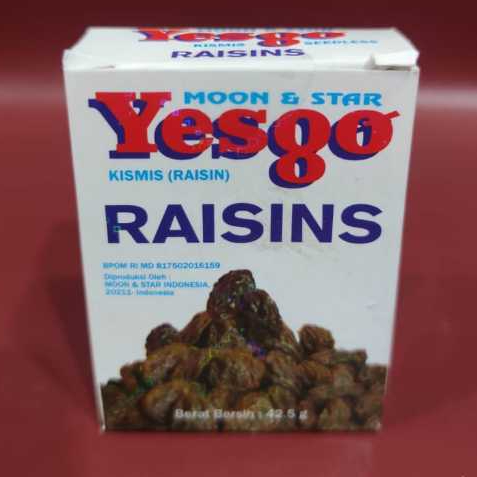 Yesgo
KISMIS SEEDLESS
RAISINS
MOON & STAR
Yesgo
KISMIS (RAISIN)
RAISINS
BPOM RI MD 817502016159
Diproduksi Oleh :
MOON & STAR INDONESIA,
20211- Indonesia
Berat Bersih : 42.5 g